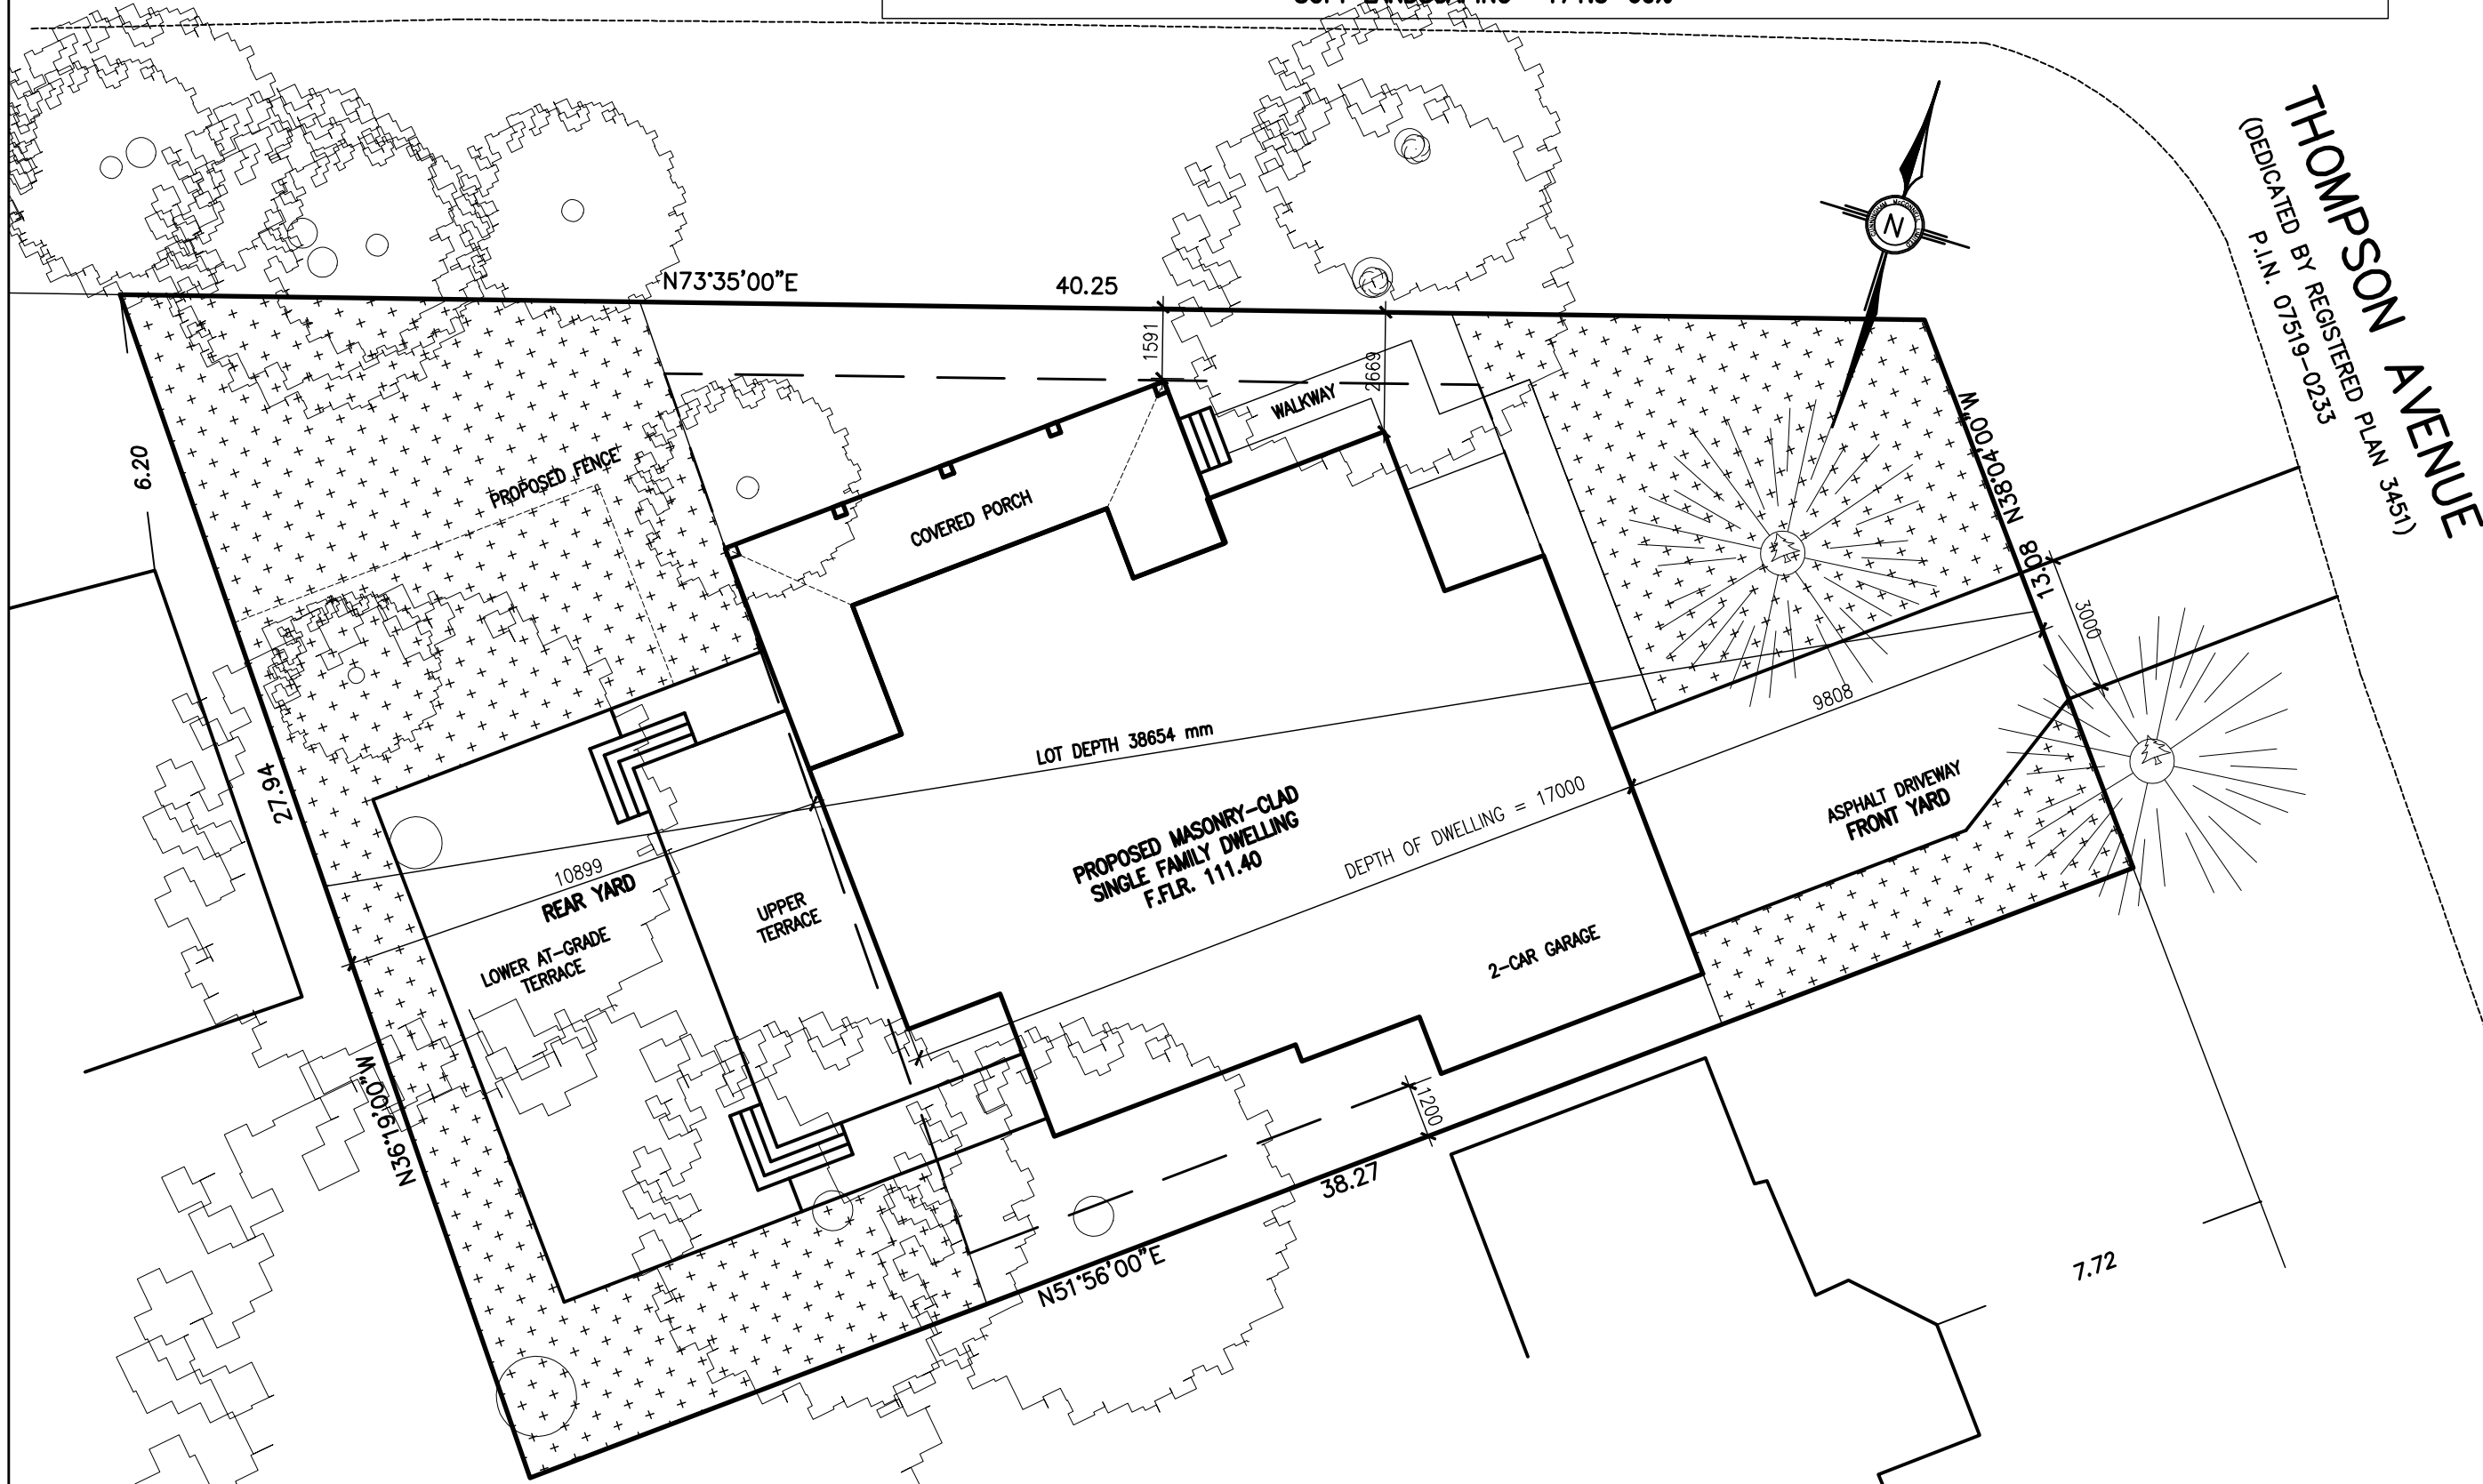 THOMPSON AVENUE
(DEDICATED BY REGISTERED PLAN 3451)
P.I.N. 07519-0233
N
N73°35'00"E
40.25
1591
2669
WALKWAY
N38°04'00"W
13.08
3000
6.20
PROPOSED FENCE
COVERED PORCH
9808
LOT DEPTH 38654 mm
27.94
10899
REAR YARD
UPPER
TERRACE
PROPOSED MASONRY-CLAD
SINGLE FAMILY DWELLING
F.FLR. 111.40
DEPTH OF DWELLING = 17000
ASPHALT DRIVEWAY
FRONT YARD
LOWER AT-GRADE
TERRACE
2-CAR GARAGE
N36°19'00"W
1200
38.27
N51°56'00"E
7.72